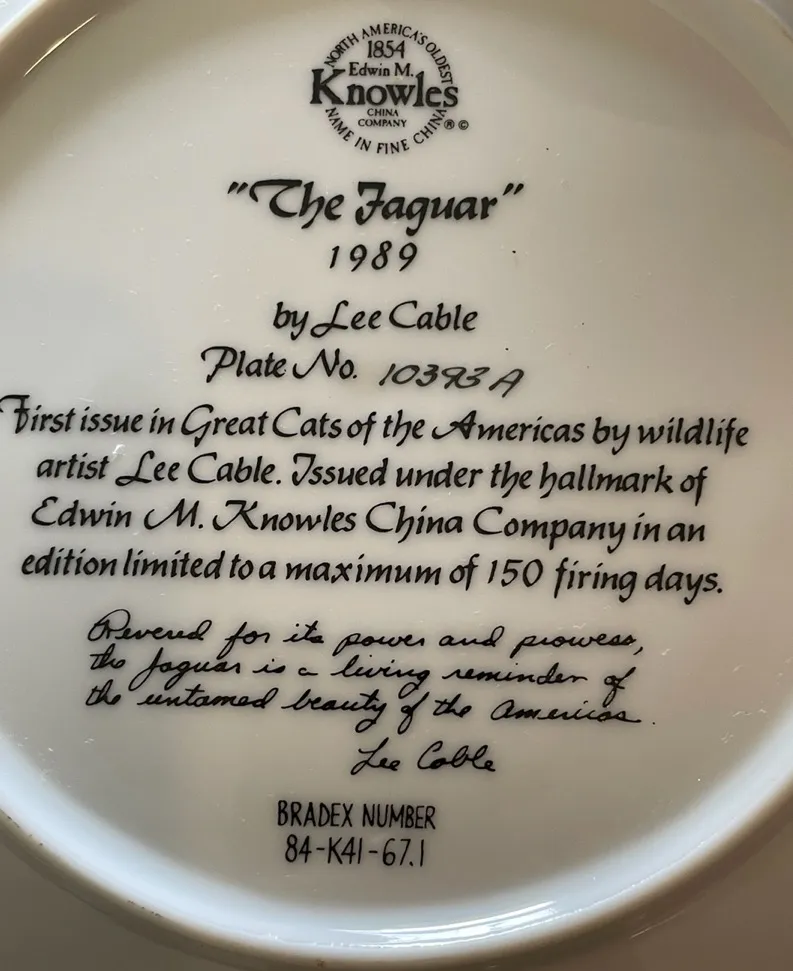 NORTH AMERICA'S OLDEST
1854
Edwin M.
Knowles
CHINA
COMPANY
® ©
NAME IN FINE CHINA
"The Jaguar"
1989
by Lee Cable
Plate No. 10393A
First issue in Great Cats of the Americas by wildlife
artist Lee Cable. Issued under the hallmark of
Edwin M. Knowles China Company in an
edition limited to a maximum of 150 firing days.
Revered for its power and prowess,
the Jaguar is a living reminder of
the untamed beauty of the Americas.
Lee Cable
BRADEX NUMBER
84-K41-67.1